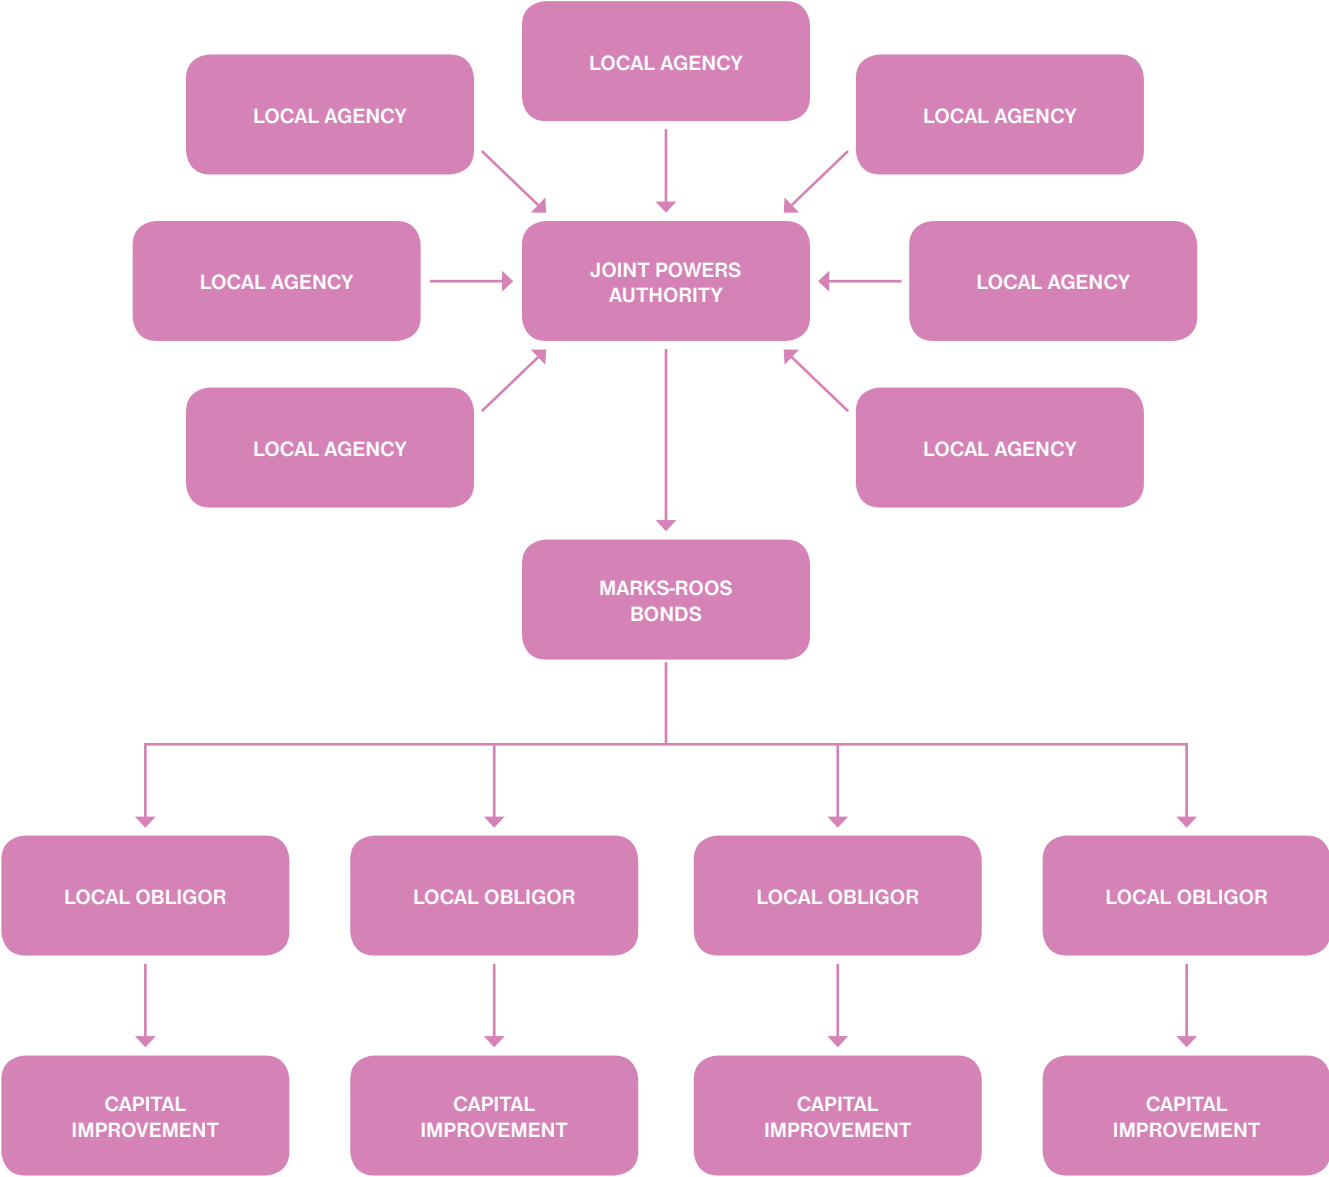 LOCAL AGENCY
LOCAL AGENCY
LOCAL AGENCY
LOCAL AGENCY
JOINT POWERS
AUTHORITY
LOCAL AGENCY
LOCAL AGENCY
LOCAL AGENCY
MARKS-ROOS
BONDS
LOCAL OBLIGOR
LOCAL OBLIGOR
LOCAL OBLIGOR
LOCAL OBLIGOR
CAPITAL
IMPROVEMENT
CAPITAL
IMPROVEMENT
CAPITAL
IMPROVEMENT
CAPITAL
IMPROVEMENT